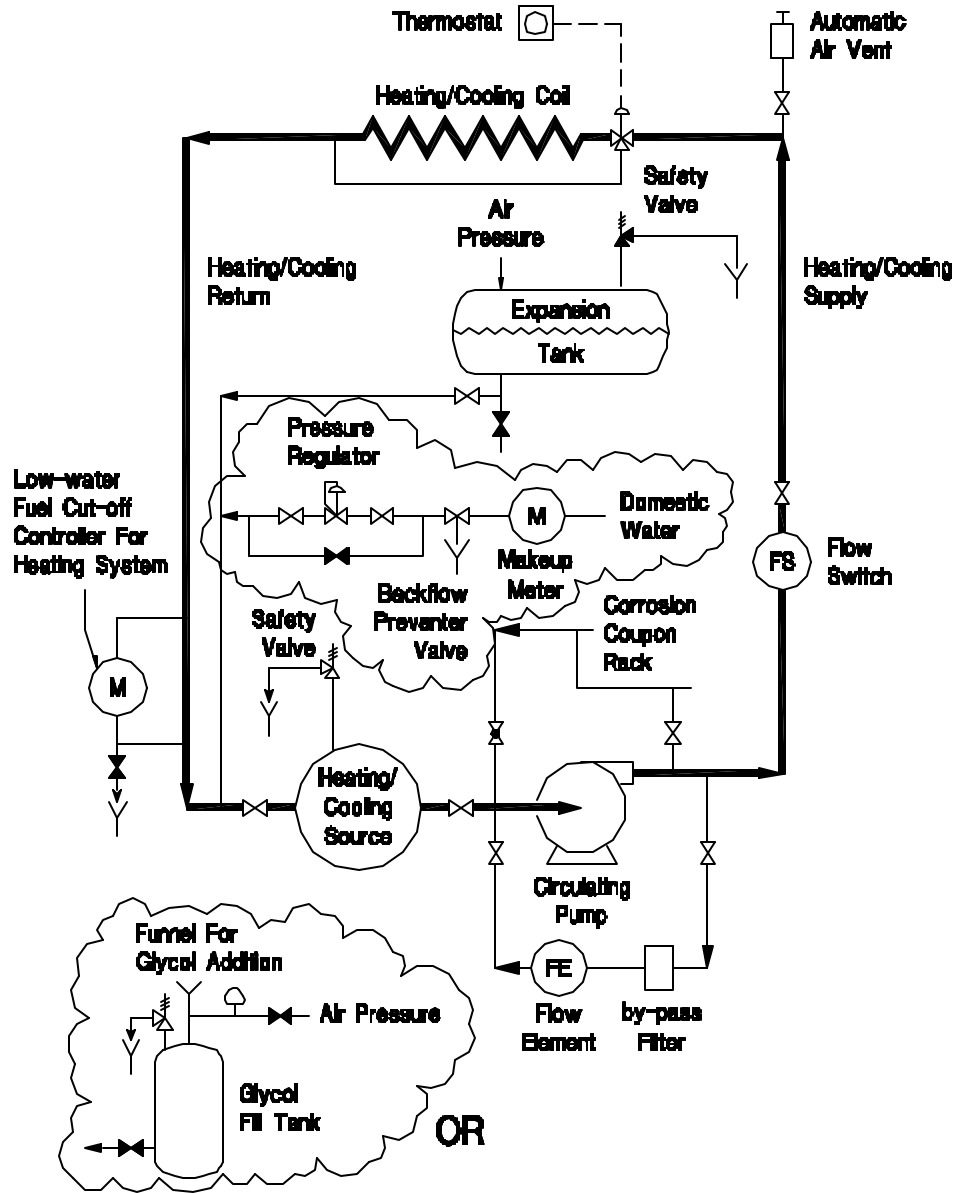 Thermostat
Automatic
Air Vent
Heating/Cooling Coil
Safety
Valve
Air
Pressure
Heating/Cooling
Return
Heating/Cooling
Supply
Expansion
Tank
Pressure
Regulator
Low-water
Fuel Cut-off
Controller For
Heating System
M
Domestic
Water
Makeup
Meter
FS
Flow
Switch
Backflow
Preventer
Valve
Safety
Valve
Corrosion
Coupon
Rack
M
Heating/
Cooling
Source
Circulating
Pump
Funnel For
Glycol Addition
FE
Flow
Element
by-pass
Filter
Air Pressure
Glycol
Fill Tank
OR